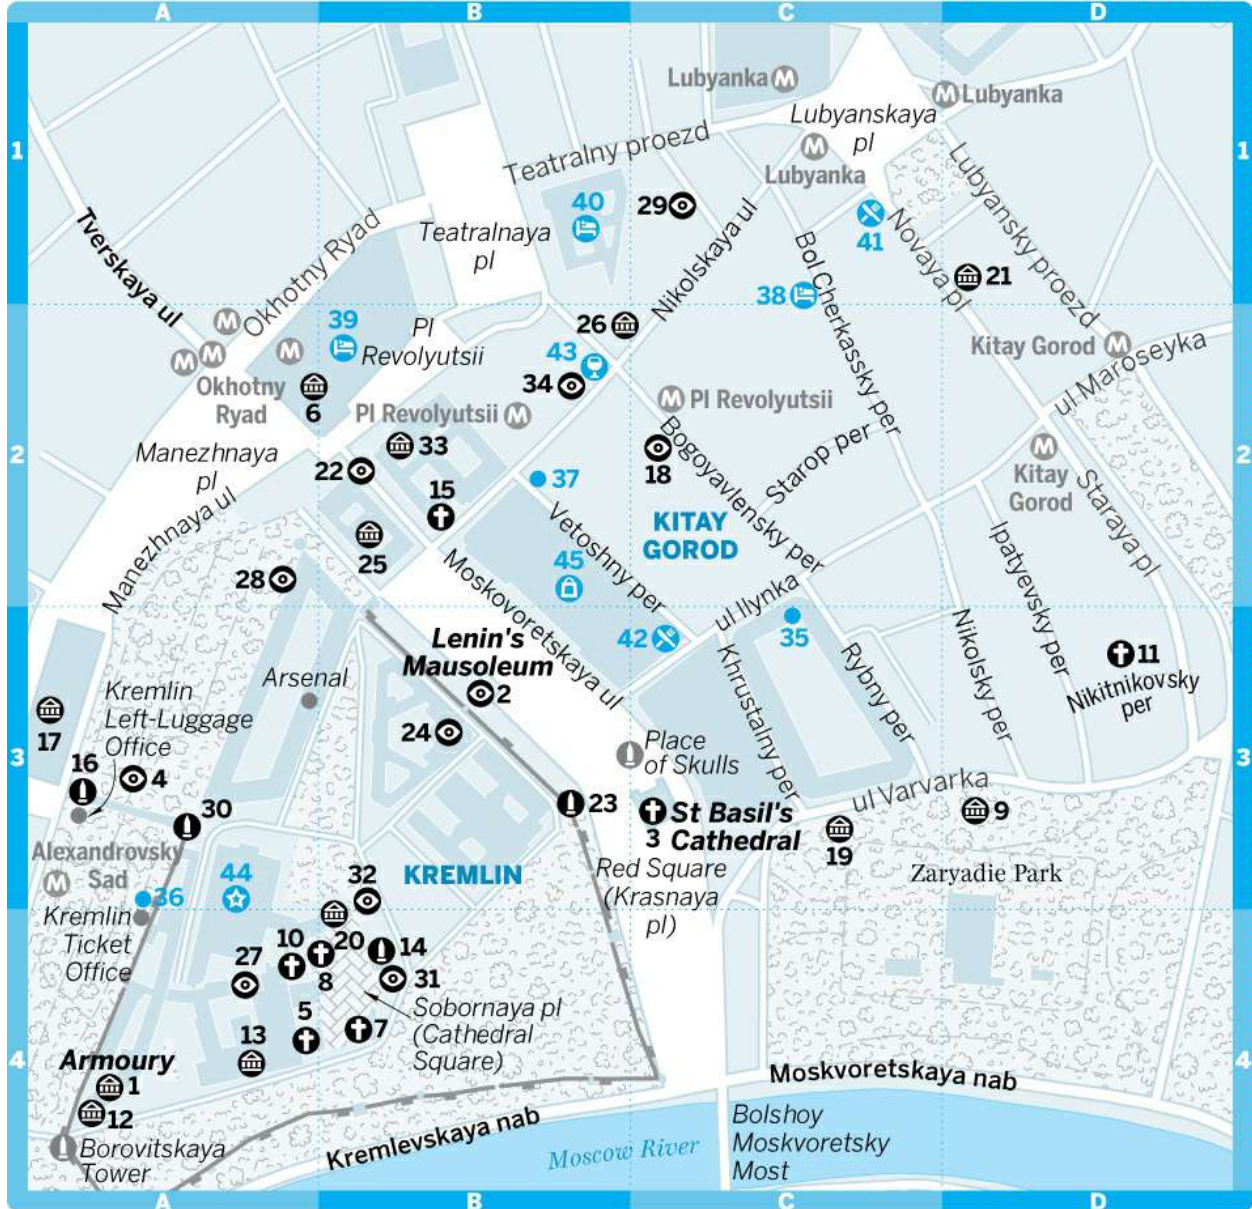 A
B
C
D
1
1
Lubyanka
Lubyanka
Lubyanskaya
pl
Lubyanka
Teatralny proezd
Lubyansky proezd
40
29
41
Tverskaya ul
Okhotny Ryad
Teatralnaya
pl
Nikolskaya ul
Bol Cherkassky per
Novaya pl
21
38
39
Pl
Revolyutsii
26
43
34
Kitay Gorod
ul Maroseyka
Okhotny
Ryad
6
Pl Revolyutsii
Pl Revolyutsii
2
2
Manezhnaya
pl
22
33
18
Bogoyavlensky per
Starop per
Kitay
Gorod
Staraya pl
15
37
Manezhnaya ul
Vetoshny per
KITAY
GOROD
Ipatyevsky per
25
45
28
Moskovoretskaya ul
ul Ilynka
Lenin's
Mausoleum
2
42
35
Khrustalny per
Rybny per
Nikolsky per
11
Nikitnikovsky
per
Arsenal
Kremlin
Left-Luggage
Office
17
24
Place
of Skulls
3
3
16
4
30
23
St Basil's
Cathedral
3
ul Varvarka
9
19
Alexandrovsky
Sad
44
32
KREMLIN
Red Square
(Krasnaya
pl)
Zaryadie Park
36
Kremlin
Ticket
Office
10
20
14
27
8
31
5
7
Sobornaya pl
(Cathedral
Square)
13
4
4
Armoury
1
12
Moskvoretskaya nab
Kremlevskaya nab
Borovitskaya
Tower
Moscow River
Bolshoy
Moskvoretsky
Most
A
B
C
D